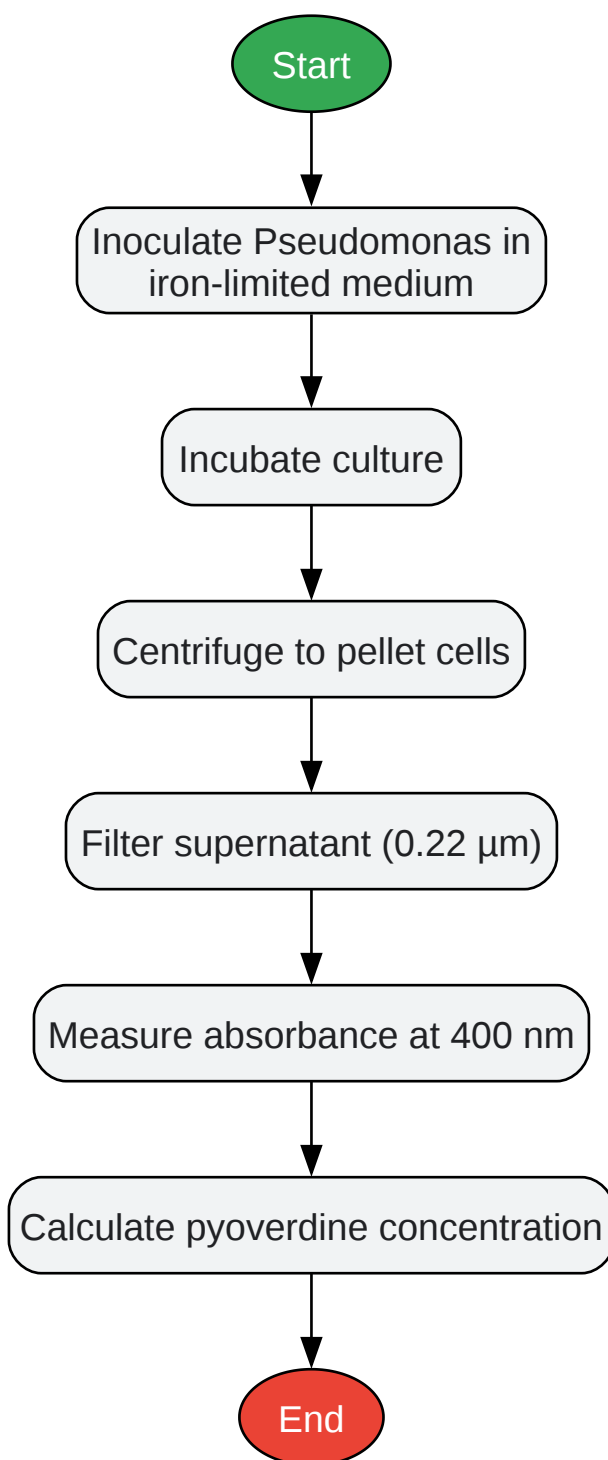 Start
Inoculate Pseudomonas in
iron-limited medium
Incubate culture
Centrifuge to pellet cells
Filter supernatant (0.22 µm)
Measure absorbance at 400 nm
Calculate pyoverdine concentration
End